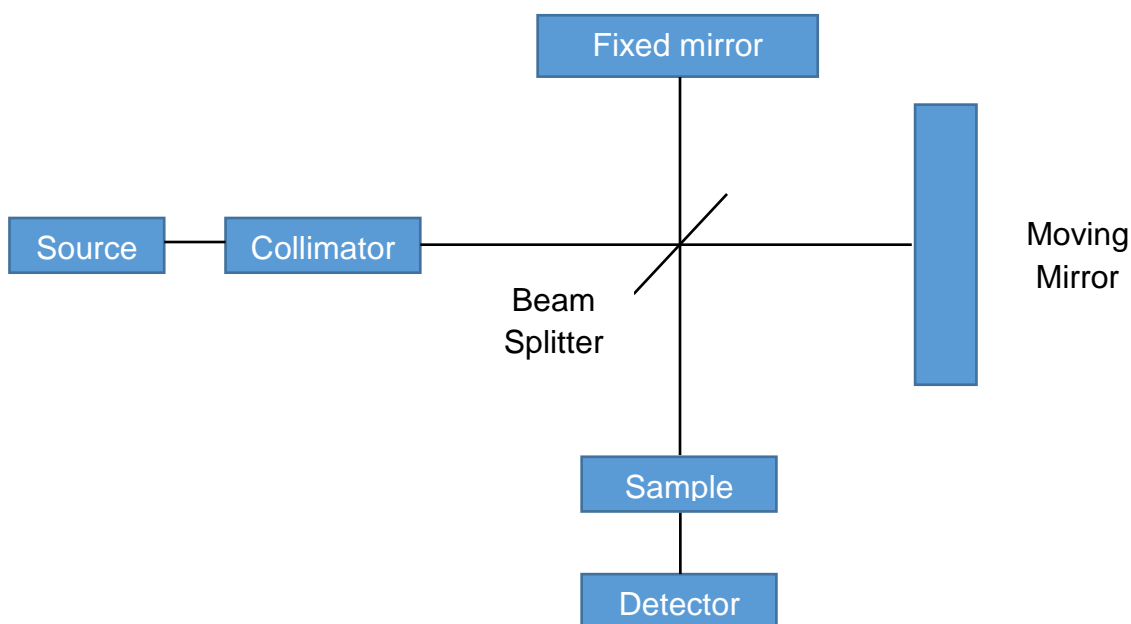 Fixed mirror
Source
Collimator
Moving
Mirror
Beam
Splitter
Sample
Detector